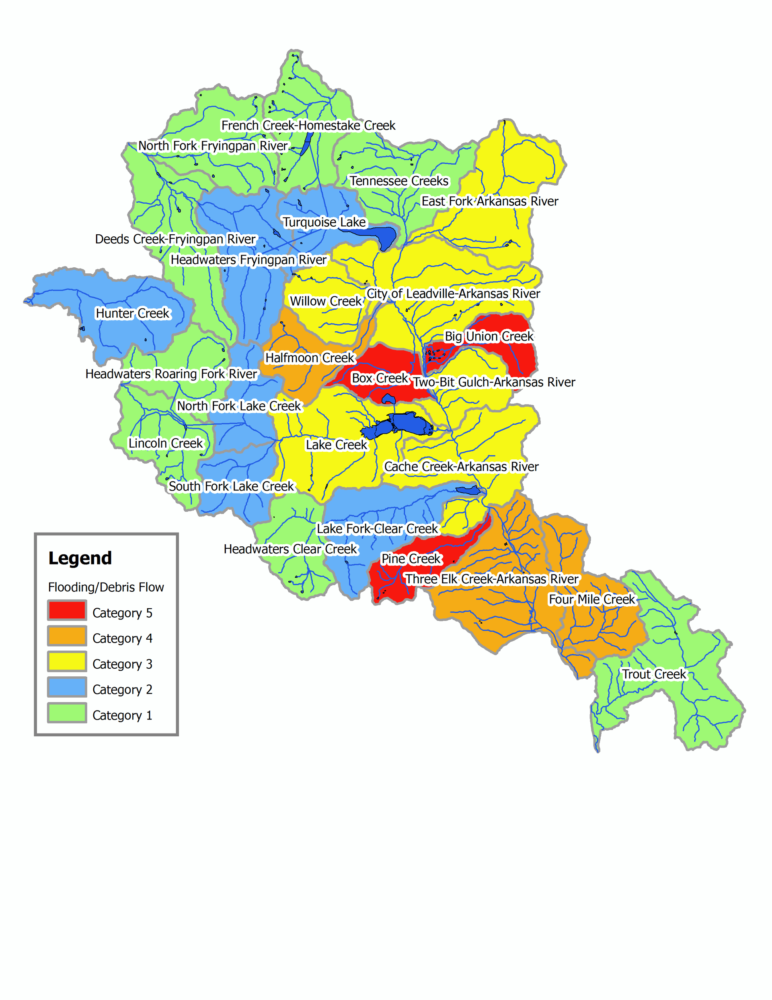 French Creek-Homestake Creek
North Fork Fryingpan River
Tennessee Creeks
East Fork Arkansas River
Turquoise Lake
Deeds Creek-Fryingpan River
Headwaters Fryingpan River
City of Leadville-Arkansas River
Willow Creek
Hunter Creek
Big Union Creek
Halfmoon Creek
Headwaters Roaring Fork River
Box Creek
Two-Bit Gulch-Arkansas River
North Fork Lake Creek
Lincoln Creek
Lake Creek
Cache Creek-Arkansas River
South Fork Lake Creek
Lake Fork-Clear Creek
Headwaters Clear Creek
Pine Creek
Three Elk Creek-Arkansas River
Four Mile Creek
Trout Creek
Legend
Flooding/Debris Flow
Category 5
Category 4
Category 3
Category 2
Category 1